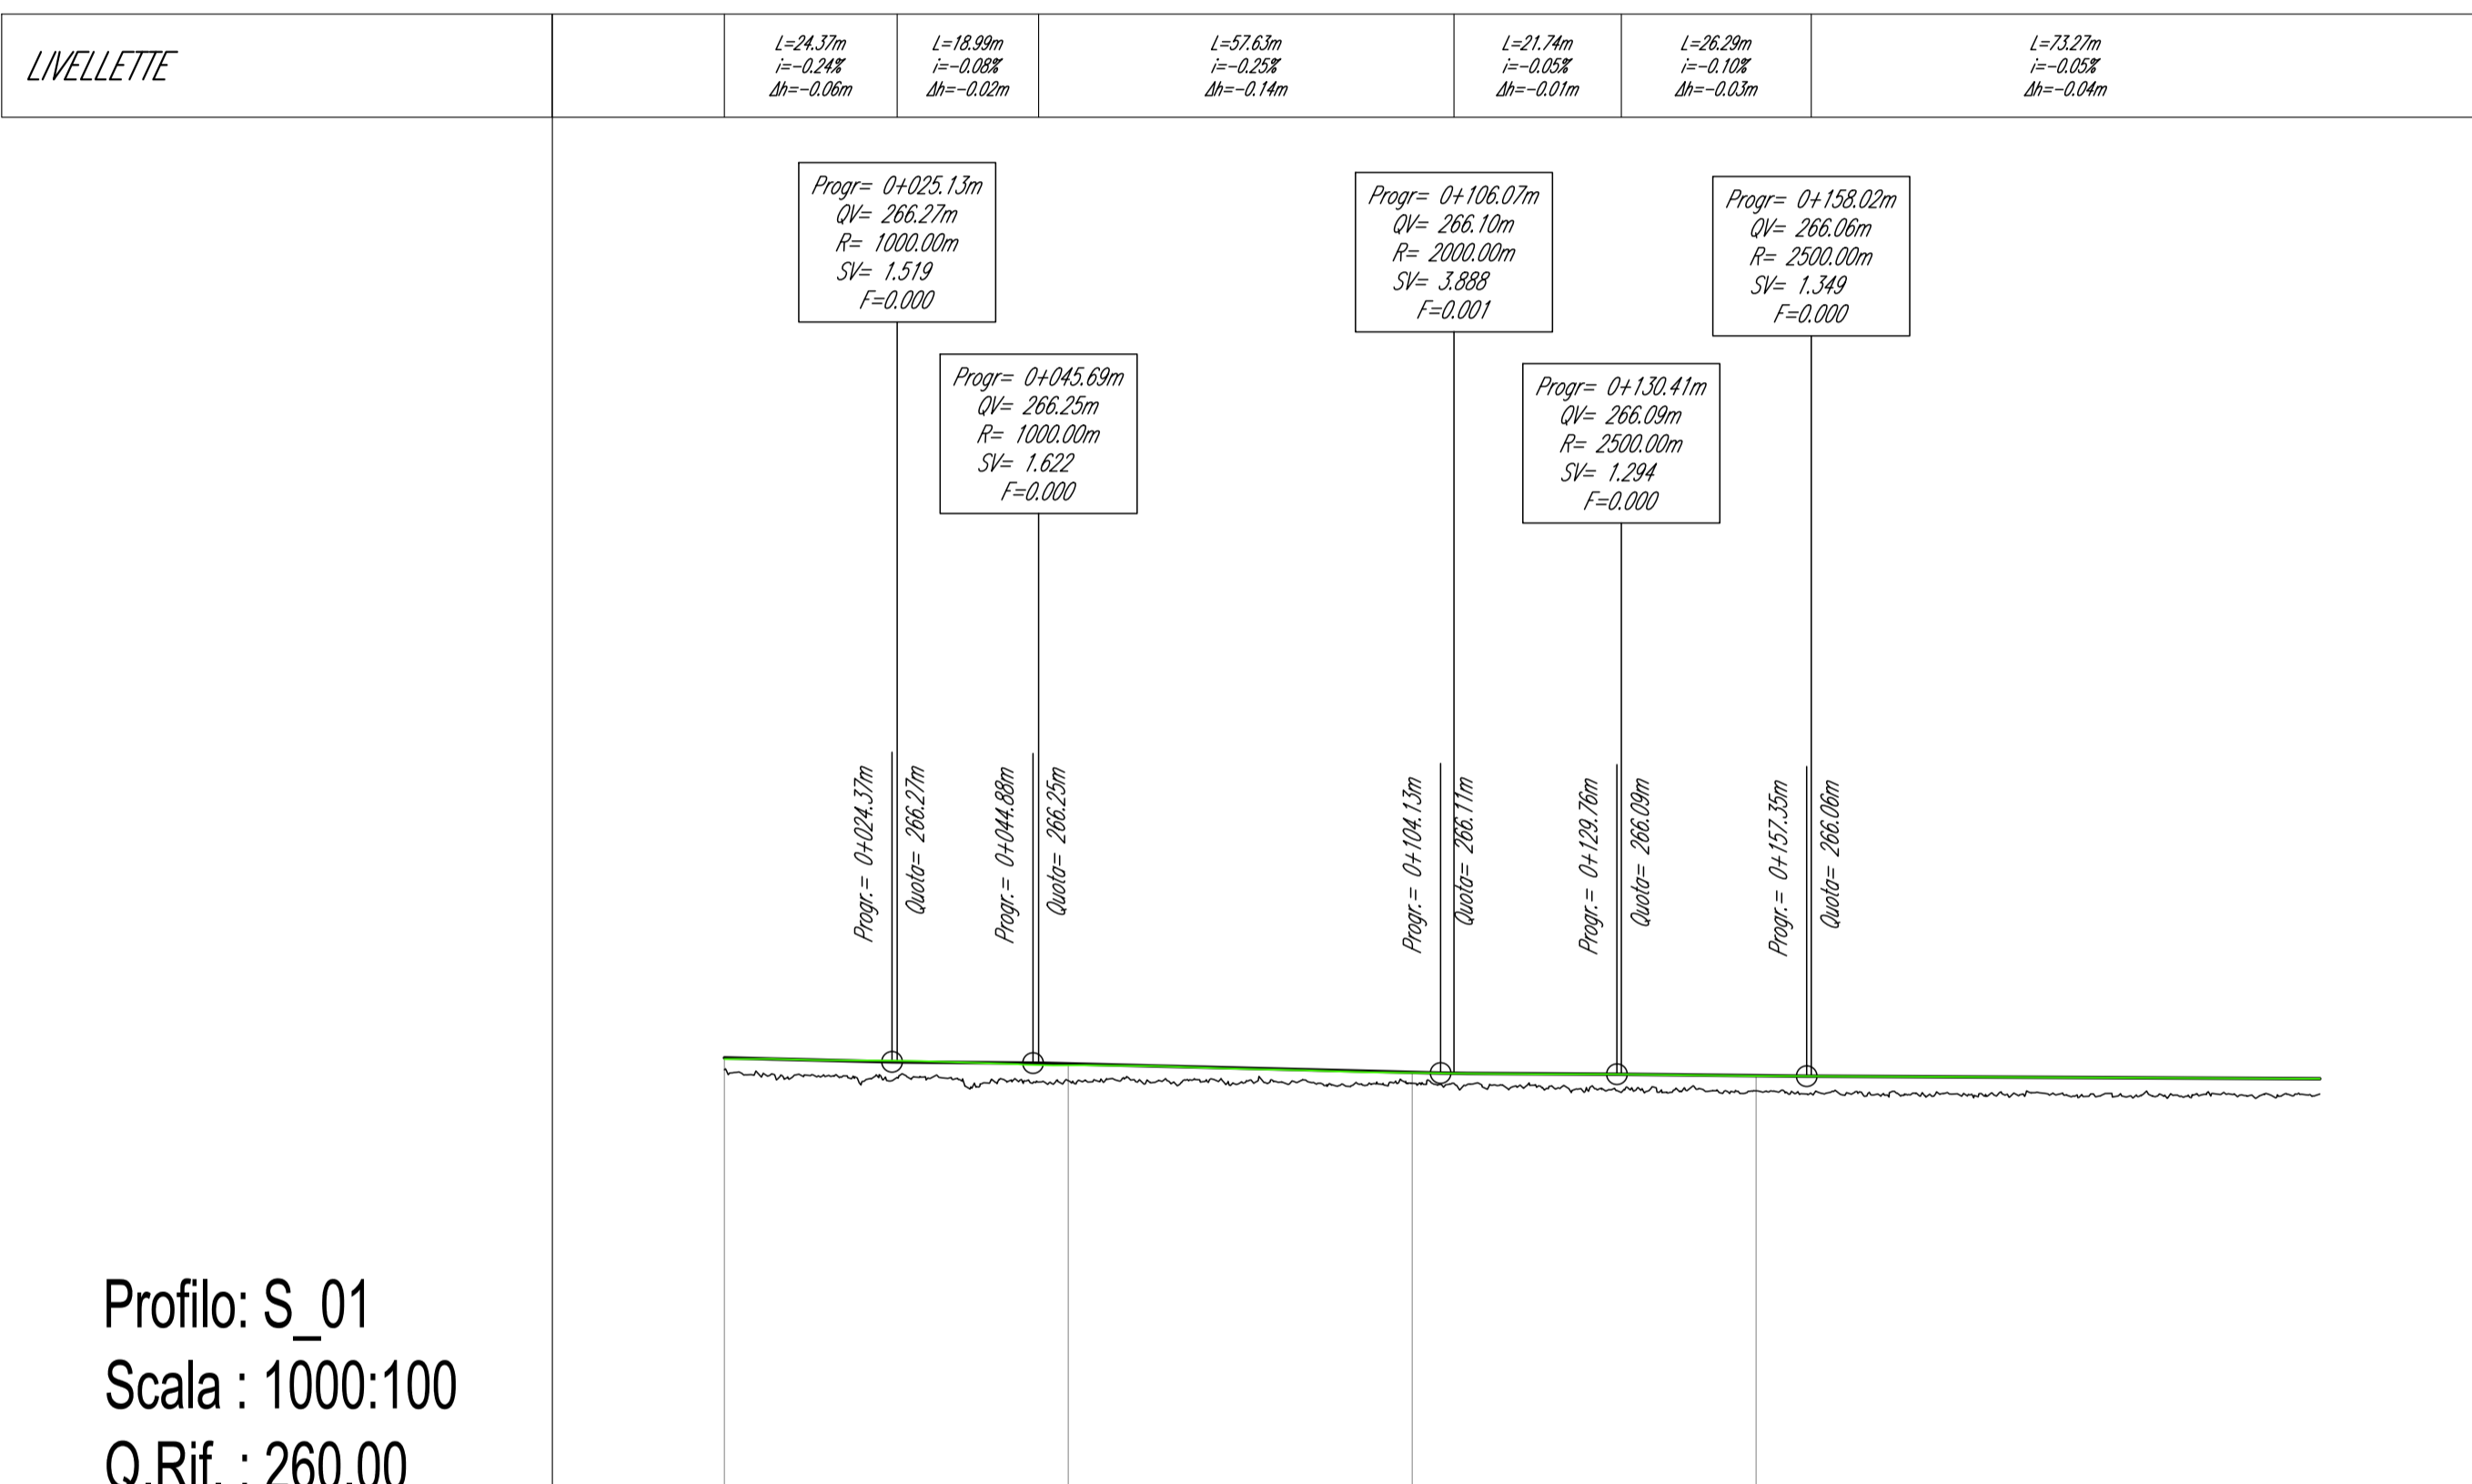 LIVELLETTE
L=24.37m
i=-0.24%
Δh=-0.06m
L=18.99m
i=-0.08%
Δh=-0.02m
L=57.63m
i=-0.25%
Δh=-0.14m
L=21.74m
i=-0.05%
Δh=-0.01m
L=26.29m
i=-0.10%
Δh=-0.03m
L=73.27m
i=-0.05%
Δh=-0.04m
Progr= 0+025.13m
QV= 266.27m
R= 1000.00m
SV= 1.519
F=0.000
Progr= 0+045.69m
QV= 266.25m
R= 1000.00m
SV= 1.622
F=0.000
Progr= 0+106.07m
QV= 266.10m
R= 2000.00m
SV= 3.888
F=0.001
Progr= 0+130.41m
QV= 266.09m
R= 2500.00m
SV= 1.294
F=0.000
Progr= 0+158.02m
QV= 266.06m
R= 2500.00m
SV= 1.349
F=0.000
Progr.= 0+024.37m
Quota= 266.27m
Progr.= 0+044.88m
Quota= 266.25m
Progr.= 0+104.13m
Quota= 266.11m
Progr.= 0+129.76m
Quota= 266.09m
Progr.= 0+157.35m
Quota= 266.06m
Profilo: S_01
Scala : 1000:100
Q.Rif. : 260.00